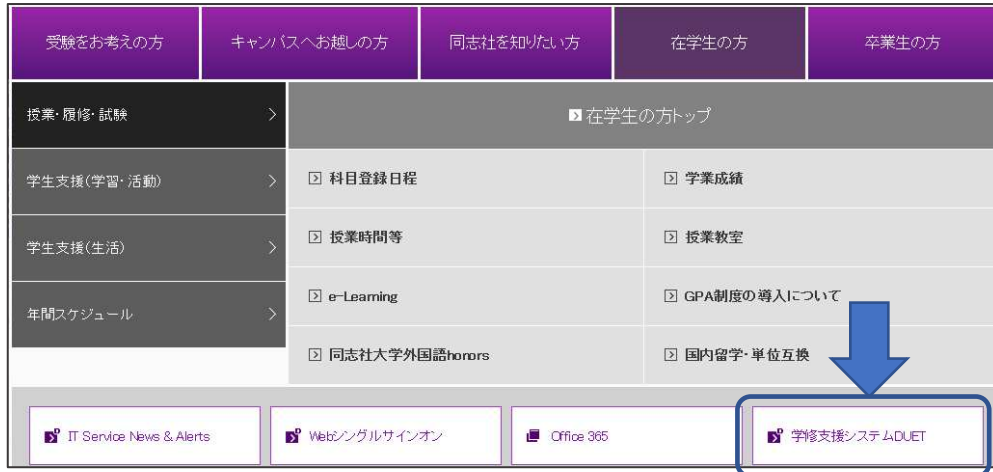 受験をお考えの方 キャンパスへお越しの方 同志社を知りたい方 在学生の方 卒業生の方
授業・履修・試験 在学生の方トップ
学生支援(学習・活動) 科目登録日程 学業成績
学生支援(生活) 授業時間等 授業教室
年間スケジュール e-Learning GPA制度の導入について
同志社大学外国語honors 国内留学・単位互換
IT Service News & Alerts Webシングルサインオン Office 365 学修支援システムDUET